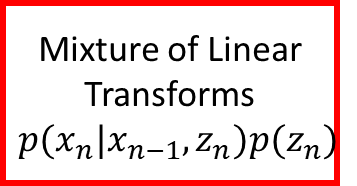 Mixture of Linear
Transforms
p(xₙ|xₙ₋₁, zₙ)p(zₙ)